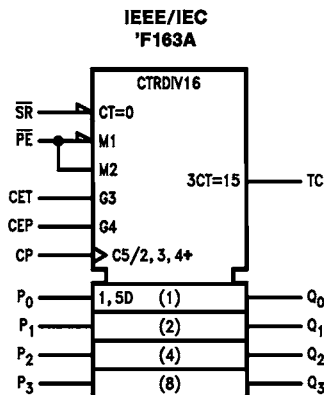 IEEE/IEC
'F163A
CTRDIV16
SR CT=0
PE M1
M2
3CT=15 TC
CET G3
CEP G4
CP C5/2,3,4+
P0 1,5D (1) Q0
P1 (2) Q1
P2 (4) Q2
P3 (8) Q3